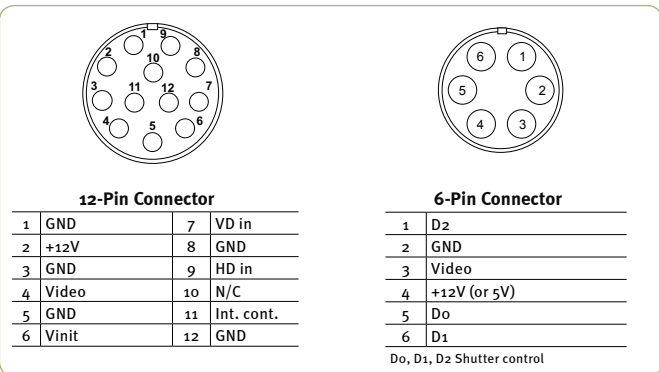 1 9
2 10 8
3 11 12 7
4 5 6
6 1
5 2
4 3
12-Pin Connector
1 GND 7 VD in
2 +12V 8 GND
3 GND 9 HD in
4 Video 10 N/C
5 GND 11 Int. cont.
6 Vinit 12 GND
6-Pin Connector
1 D2
2 GND
3 Video
4 +12V (or 5V)
5 D0
6 D1
D0, D1, D2 Shutter control